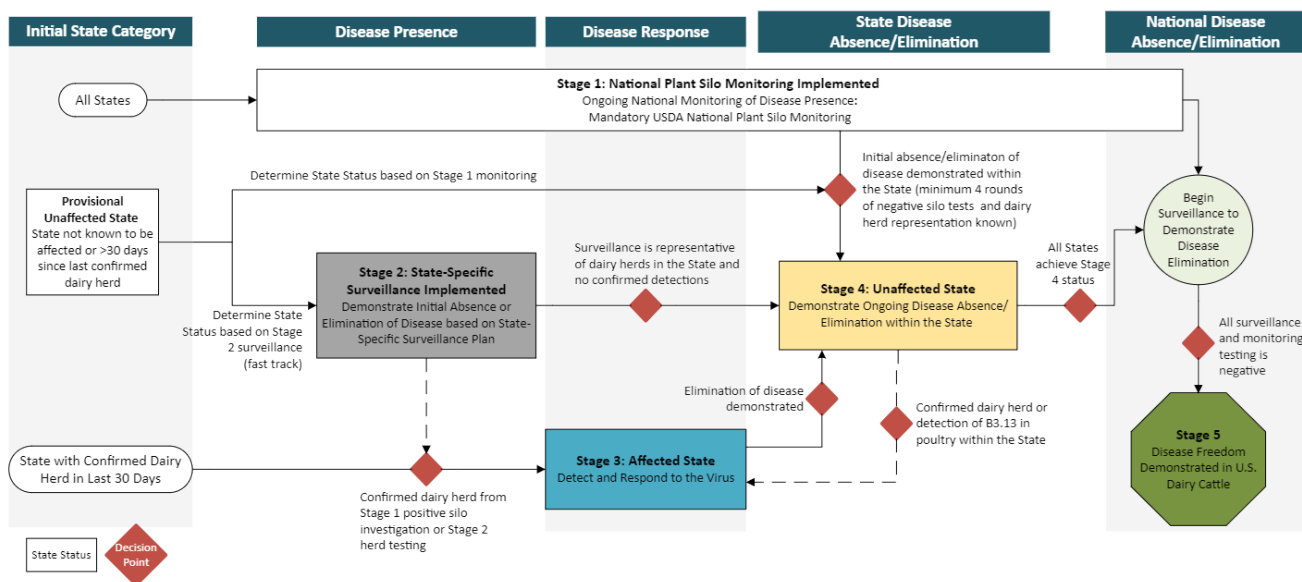 Initial State Category
Disease Presence
Disease Response
State Disease
Absence/Elimination
National Disease
Absence/Elimination
All States
Stage 1: National Plant Silo Monitoring Implemented
Ongoing National Monitoring of Disease Presence:
Mandatory USDA National Plant Silo Monitoring
Provisional
Unaffected State
State not known to be
affected or >30 days
since last confirmed
dairy herd
Determine State Status based on Stage 1 monitoring
Initial absence/eliminaton of
disease demonstrated within
the State (minimum 4 rounds
of negative silo tests and dairy
herd representation known)
Begin
Surveillance to
Demonstrate
Disease
Elimination
Determine State
Status based on Stage
2 surveillance
(fast track)
Stage 2: State-Specific
Surveillance Implemented
Demonstrate Initial Absence or
Elimination of Disease based on State-
Specific Surveillance Plan
Surveillance is representative
of dairy herds in the State and
no confirmed detections
Stage 4: Unaffected State
Demonstrate Ongoing Disease Absence/
Elimination within the State
All States
achieve Stage
4 status
All surveillance
and monitoring
testing is
negative
Elimination of disease
demonstrated
Confirmed dairy herd or
detection of B3.13 in
poultry within the State
State with Confirmed Dairy
Herd in Last 30 Days
Confirmed dairy herd from
Stage 1 positive silo
investigation or Stage 2
herd testing
Stage 3: Affected State
Detect and Respond to the Virus
Stage 5
Disease Freedom
Demonstrated in U.S.
Dairy Cattle
State Status
Decision
Point